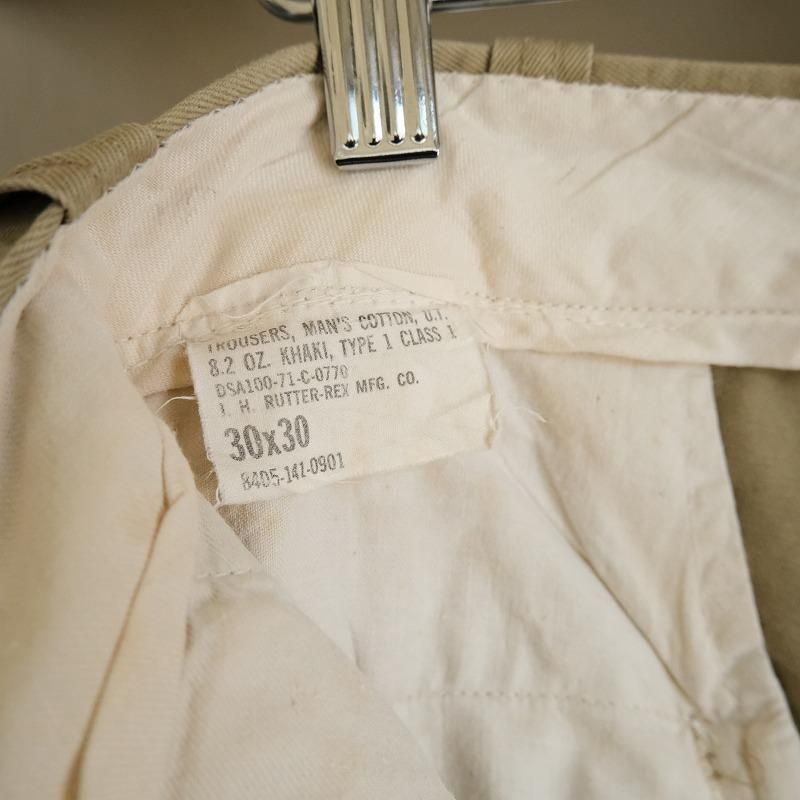 TROUSERS, MAN'S COTTON, U.T.
8.2 OZ. KHAKI, TYPE 1 CLASS 1
DSA100-71-C-0770
J. H. RUTTER-REX MFG. CO.
30x30
8405-141-0901